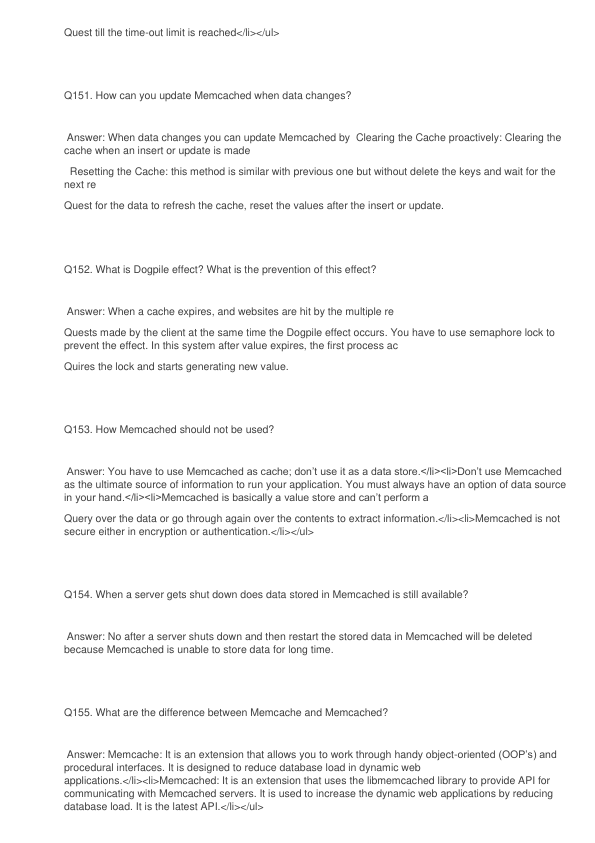 Quest till the time-out limit is reached</li></ul>
Q151. How can you update Memcached when data changes?
Answer: When data changes you can update Memcached by  Clearing the Cache proactively: Clearing the
cache when an insert or update is made
Resetting the Cache: this method is similar with previous one but without delete the keys and wait for the
next re
Quest for the data to refresh the cache, reset the values after the insert or update.
Q152. What is Dogpile effect? What is the prevention of this effect?
Answer: When a cache expires, and websites are hit by the multiple re
Quests made by the client at the same time the Dogpile effect occurs. You have to use semaphore lock to
prevent the effect. In this system after value expires, the first process ac
Quires the lock and starts generating new value.
Q153. How Memcached should not be used?
Answer: You have to use Memcached as cache; don't use it as a data store.</li><li>Don't use Memcached
as the ultimate source of information to run your application. You must always have an option of data source
in your hand.</li><li>Memcached is basically a value store and can't perform a
Query over the data or go through again over the contents to extract information.</li><li>Memcached is not
secure either in encryption or authentication.</li></ul>
Q154. When a server gets shut down does data stored in Memcached is still available?
Answer: No after a server shuts down and then restart the stored data in Memcached will be deleted
because Memcached is unable to store data for long time.
Q155. What are the difference between Memcache and Memcached?
Answer: Memcache: It is an extension that allows you to work through handy object-oriented (OOP's) and
procedural interfaces. It is designed to reduce database load in dynamic web
applications.</li><li>Memcached: It is an extension that uses the libmemcached library to provide API for
communicating with Memcached servers. It is used to increase the dynamic web applications by reducing
database load. It is the latest API.</li></ul>